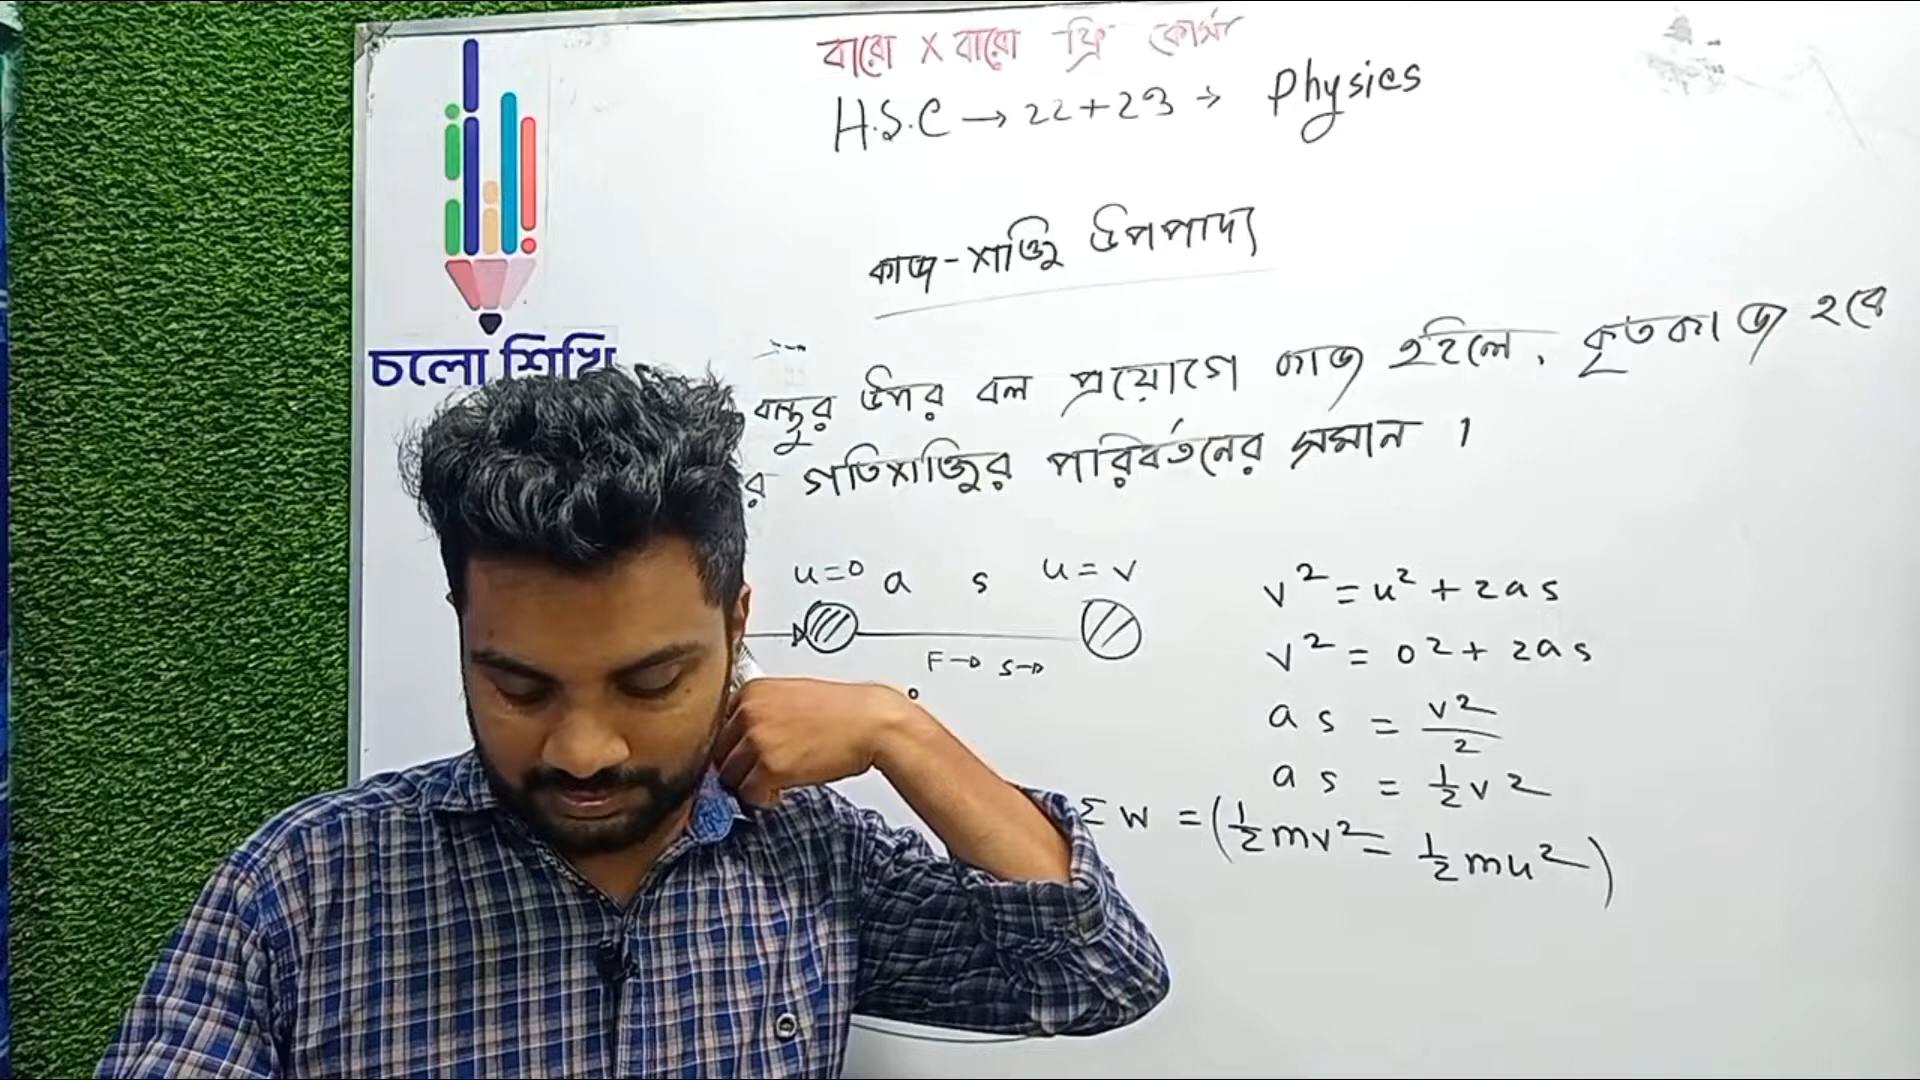 বারো X বারো ফ্রি কোর্স
H.S.C → 22+23 → Physics
কাজ-শক্তি উপপাদ্য
চলো শিখি
বস্তুর উপর বল প্রয়োগে কাজ হইলে, কৃতকাজ হবে
র গতিশক্তির পরিবর্তনের সমান ।
u=0 a s u=v
F→ s→
v² = u² + 2as
v² = 0² + 2as
as = v²/2
as = ½v²
ΣW = (½mv² = ½mu²)